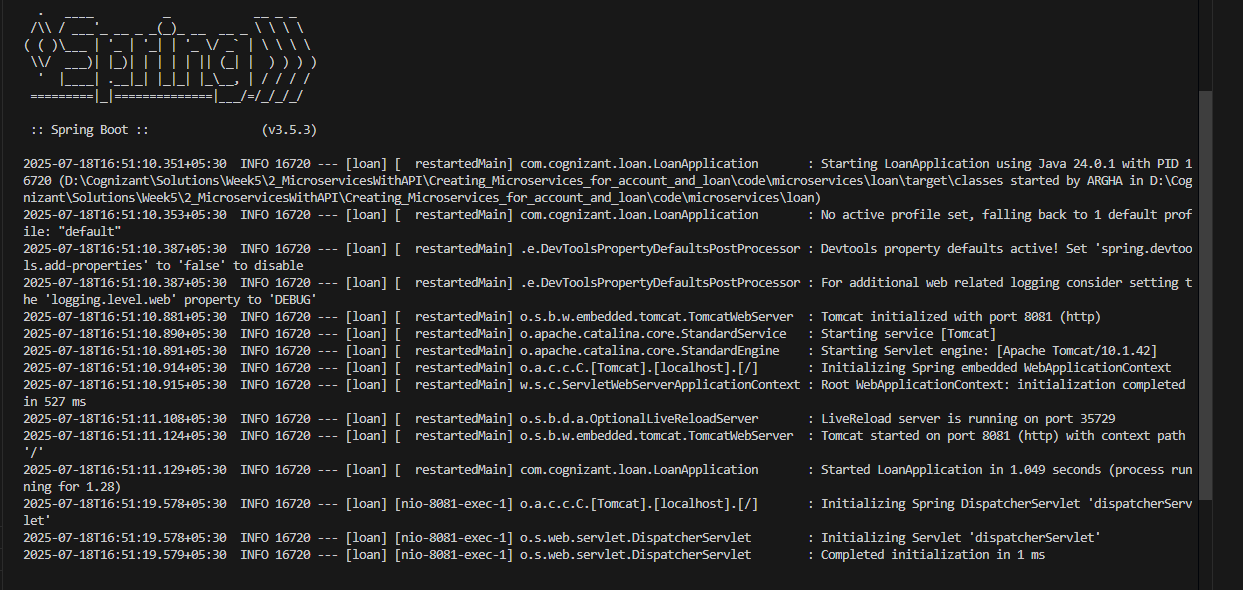 .   ____          _            __ _ _
 /\\ / ___'_ __ _ _(_)_ __  __ _ \ \ \ \
( ( )\___ | '_ | '_| | '_ \/ _` | \ \ \ \
 \\/  ___)| |_)| | | | | || (_| |  ) ) ) )
  '  |____| .__|_| |_|_| |_\__, | / / / /
 =========|_|==============|___/=/_/_/_/

 :: Spring Boot ::                (v3.5.3)

2025-07-18T16:51:10.351+05:30  INFO 16720 --- [loan] [  restartedMain] com.cognizant.loan.LoanApplication       : Starting LoanApplication using Java 24.0.1 with PID 1
6720 (D:\Cognizant\Solutions\Week5\2_MicroservicesWithAPI\Creating_Microservices_for_account_and_loan\code\microservices\loan\target\classes started by ARGHA in D:\Cog
nizant\Solutions\Week5\2_MicroservicesWithAPI\Creating_Microservices_for_account_and_loan\code\microservices\loan)
2025-07-18T16:51:10.353+05:30  INFO 16720 --- [loan] [  restartedMain] com.cognizant.loan.LoanApplication       : No active profile set, falling back to 1 default prof
ile: "default"
2025-07-18T16:51:10.387+05:30  INFO 16720 --- [loan] [  restartedMain] .e.DevToolsPropertyDefaultsPostProcessor : Devtools property defaults active! Set 'spring.devtoo
ls.add-properties' to 'false' to disable
2025-07-18T16:51:10.387+05:30  INFO 16720 --- [loan] [  restartedMain] .e.DevToolsPropertyDefaultsPostProcessor : For additional web related logging consider setting t
he 'logging.level.web' property to 'DEBUG'
2025-07-18T16:51:10.881+05:30  INFO 16720 --- [loan] [  restartedMain] o.s.b.w.embedded.tomcat.TomcatWebServer  : Tomcat initialized with port 8081 (http)
2025-07-18T16:51:10.890+05:30  INFO 16720 --- [loan] [  restartedMain] o.apache.catalina.core.StandardService   : Starting service [Tomcat]
2025-07-18T16:51:10.891+05:30  INFO 16720 --- [loan] [  restartedMain] o.apache.catalina.core.StandardEngine    : Starting Servlet engine: [Apache Tomcat/10.1.42]
2025-07-18T16:51:10.914+05:30  INFO 16720 --- [loan] [  restartedMain] o.a.c.c.C.[Tomcat].[localhost].[/]       : Initializing Spring embedded WebApplicationContext
2025-07-18T16:51:10.915+05:30  INFO 16720 --- [loan] [  restartedMain] w.s.c.ServletWebServerApplicationContext : Root WebApplicationContext: initialization completed
in 527 ms
2025-07-18T16:51:11.108+05:30  INFO 16720 --- [loan] [  restartedMain] o.s.b.d.a.OptionalLiveReloadServer       : LiveReload server is running on port 35729
2025-07-18T16:51:11.124+05:30  INFO 16720 --- [loan] [  restartedMain] o.s.b.w.embedded.tomcat.TomcatWebServer  : Tomcat started on port 8081 (http) with context path
'/'
2025-07-18T16:51:11.129+05:30  INFO 16720 --- [loan] [  restartedMain] com.cognizant.loan.LoanApplication       : Started LoanApplication in 1.049 seconds (process run
ning for 1.28)
2025-07-18T16:51:19.578+05:30  INFO 16720 --- [loan] [nio-8081-exec-1] o.a.c.c.C.[Tomcat].[localhost].[/]       : Initializing Spring DispatcherServlet 'dispatcherServ
let'
2025-07-18T16:51:19.578+05:30  INFO 16720 --- [loan] [nio-8081-exec-1] o.s.web.servlet.DispatcherServlet        : Initializing Servlet 'dispatcherServlet'
2025-07-18T16:51:19.579+05:30  INFO 16720 --- [loan] [nio-8081-exec-1] o.s.web.servlet.DispatcherServlet        : Completed initialization in 1 ms